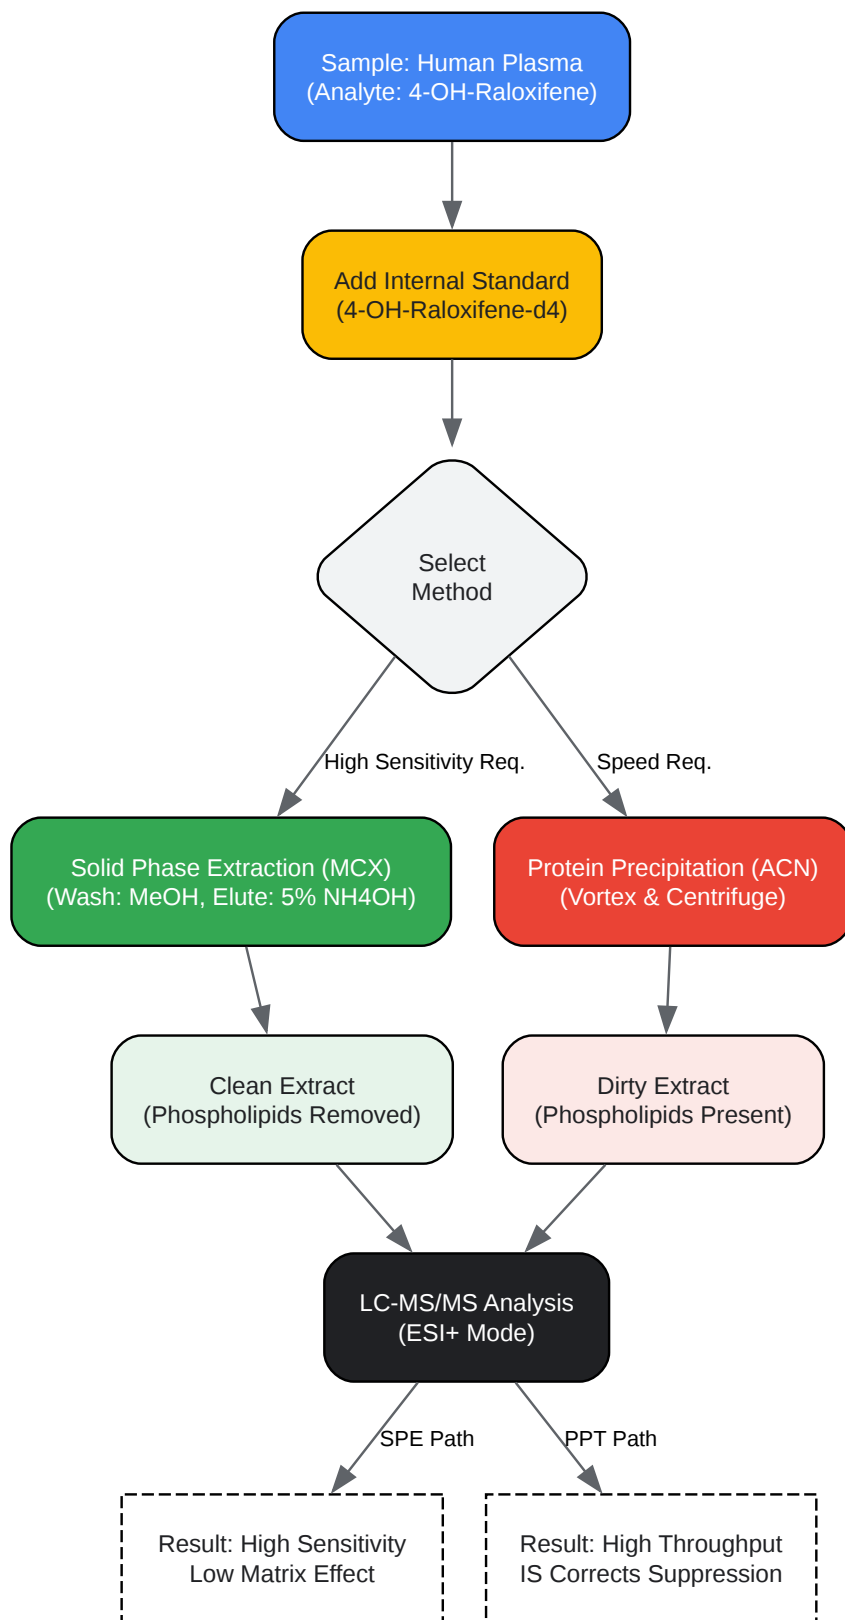 Sample: Human Plasma
(Analyte: 4-OH-Raloxifene)
Add Internal Standard
(4-OH-Raloxifene-d4)
Select
Method
High Sensitivity Req.
Speed Req.
Solid Phase Extraction (MCX)
(Wash: MeOH, Elute: 5% NH4OH)
Protein Precipitation (ACN)
(Vortex & Centrifuge)
Clean Extract
(Phospholipids Removed)
Dirty Extract
(Phospholipids Present)
LC-MS/MS Analysis
(ESI+ Mode)
SPE Path
PPT Path
Result: High Sensitivity
Low Matrix Effect
Result: High Throughput
IS Corrects Suppression